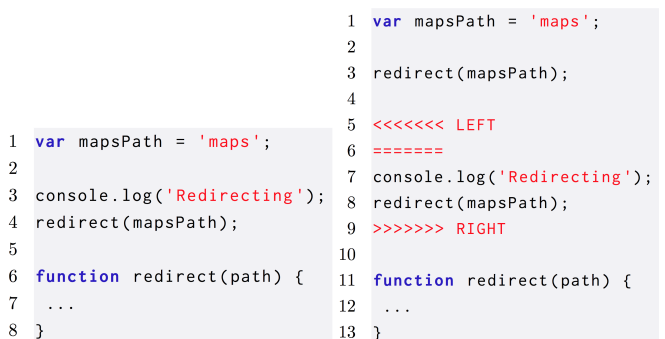 1 var mapsPath = 'maps';
2
3 console.log('Redirecting');
4 redirect(mapsPath);
5
6 function redirect(path) {
7 ...
8 }
1 var mapsPath = 'maps';
2
3 redirect(mapsPath);
4
5 <<<<<<< LEFT
6 =======
7 console.log('Redirecting');
8 redirect(mapsPath);
9 >>>>>>> RIGHT
10
11 function redirect(path) {
12 ...
13 }